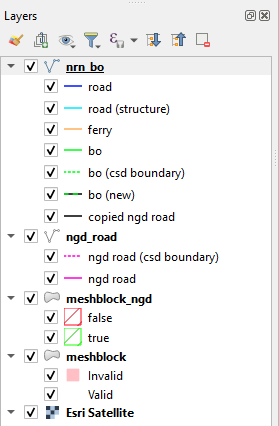 Layers
nrn_bo
road
road (structure)
ferry
bo
bo (csd boundary)
bo (new)
copied ngd road
ngd_road
ngd road (csd boundary)
ngd road
meshblock_ngd
false
true
meshblock
Invalid
Valid
Esri Satellite